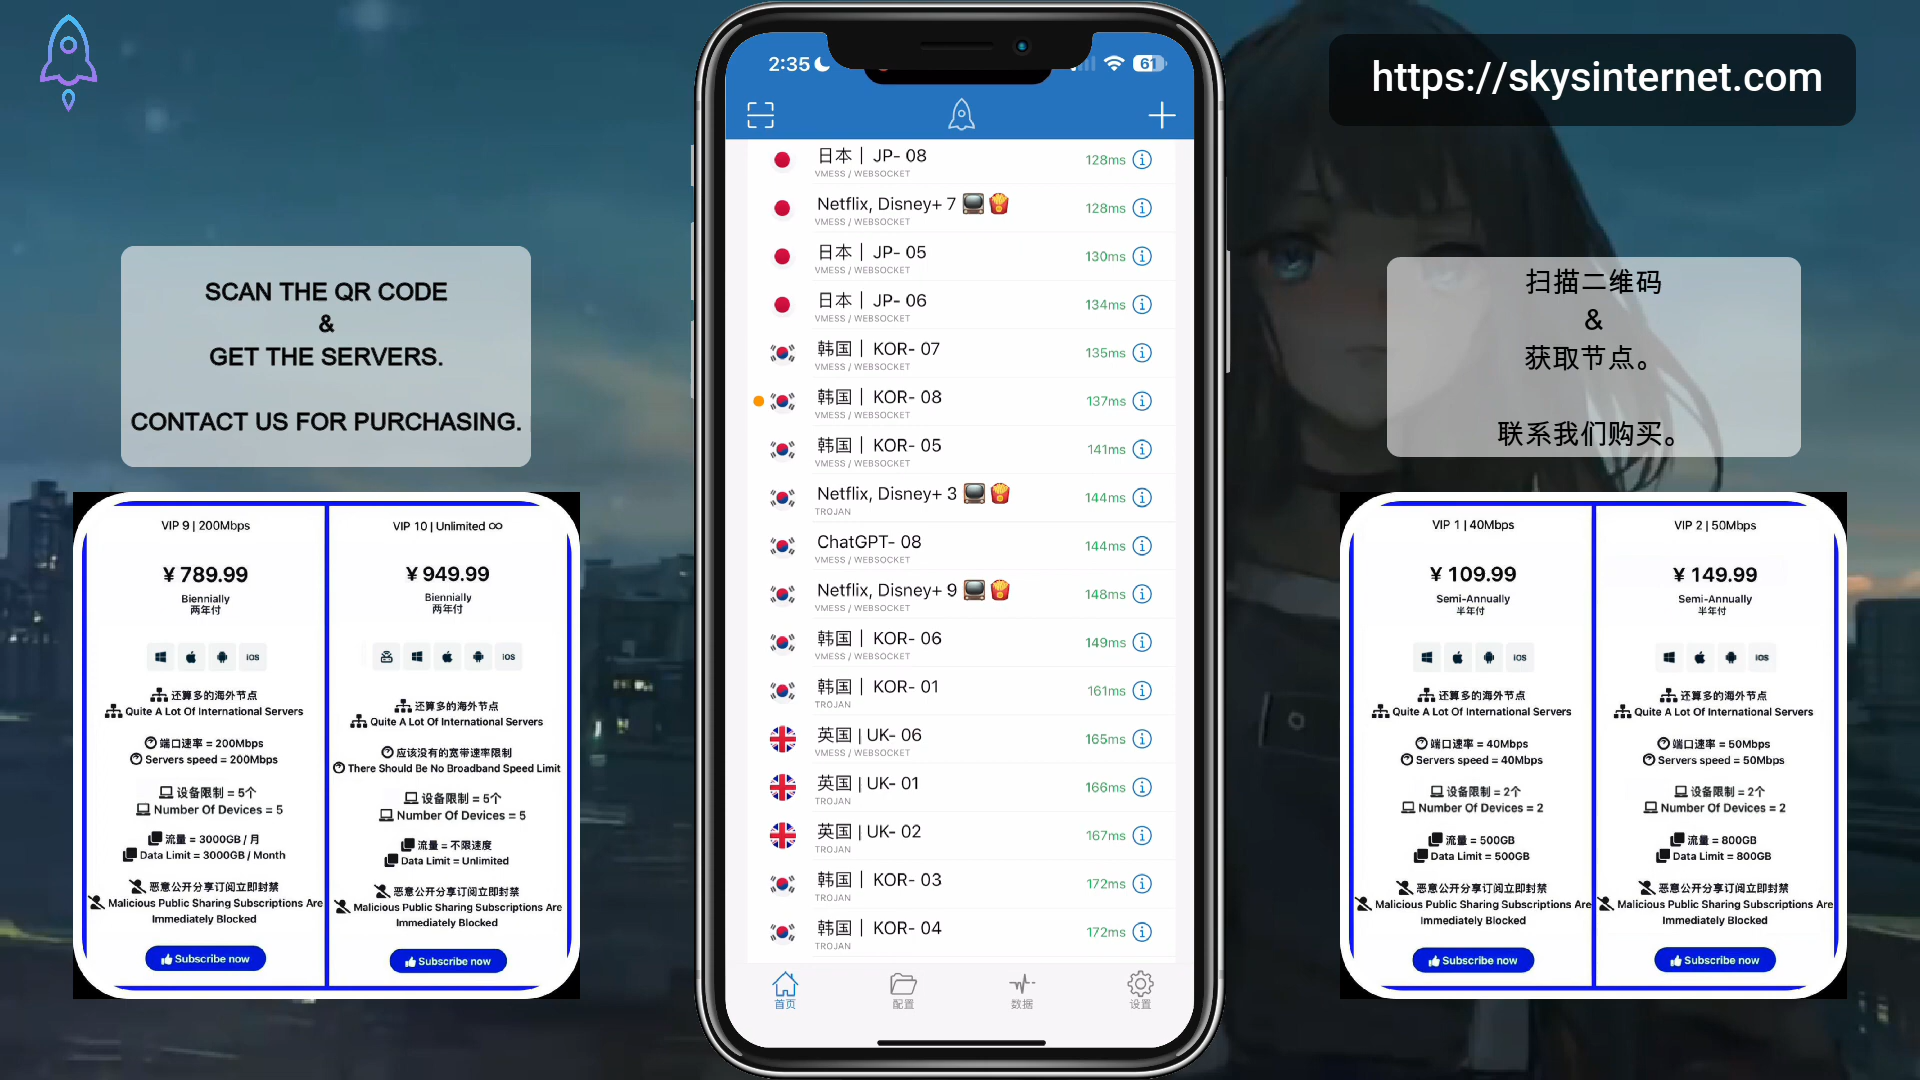 https://skysinternet.com
SCAN THE QR CODE
&
GET THE SERVERS.
CONTACT US FOR PURCHASING.
VIP 9 | 200Mbps
¥ 789.99
Biennially
两年付
iOS
还算多的海外节点
Quite A Lot Of International Servers
端口速率 = 200Mbps
Servers speed = 200Mbps
设备限制 = 5个
Number Of Devices = 5
流量 = 3000GB / 月
Data Limit = 3000GB / Month
恶意公开分享订阅立即封禁
Malicious Public Sharing Subscriptions Are
Immediately Blocked
Subscribe now
VIP 10 | Unlimited ∞
¥ 949.99
Biennially
两年付
iOS
还算多的海外节点
Quite A Lot Of International Servers
应该没有的宽带速率限制
There Should Be No Broadband Speed Limit
设备限制 = 5个
Number Of Devices = 5
流量 = 不限速度
Data Limit = Unlimited
恶意公开分享订阅立即封禁
Malicious Public Sharing Subscriptions Are
Immediately Blocked
Subscribe now
2:35 61
日本｜ JP- 08 128ms
VMESS / WEBSOCKET
Netflix, Disney+ 7 128ms
VMESS / WEBSOCKET
日本｜ JP- 05 130ms
VMESS / WEBSOCKET
日本｜ JP- 06 134ms
VMESS / WEBSOCKET
韩国｜ KOR- 07 135ms
VMESS / WEBSOCKET
韩国｜ KOR- 08 137ms
VMESS / WEBSOCKET
韩国｜ KOR- 05 141ms
VMESS / WEBSOCKET
Netflix, Disney+ 3 144ms
TROJAN
ChatGPT- 08 144ms
VMESS / WEBSOCKET
Netflix, Disney+ 9 148ms
VMESS / WEBSOCKET
韩国｜ KOR- 06 149ms
VMESS / WEBSOCKET
韩国｜ KOR- 01 161ms
TROJAN
英国 | UK- 06 165ms
VMESS / WEBSOCKET
英国 | UK- 01 166ms
TROJAN
英国 | UK- 02 167ms
TROJAN
韩国｜ KOR- 03 172ms
TROJAN
韩国｜ KOR- 04 172ms
TROJAN
首页 配置 数据 设置
扫描二维码
&
获取节点。
联系我们购买。
VIP 1 | 40Mbps
¥ 109.99
Semi-Annually
半年付
iOS
还算多的海外节点
Quite A Lot Of International Servers
端口速率 = 40Mbps
Servers speed = 40Mbps
设备限制 = 2个
Number Of Devices = 2
流量 = 500GB
Data Limit = 500GB
恶意公开分享订阅立即封禁
Malicious Public Sharing Subscriptions Are
Immediately Blocked
Subscribe now
VIP 2 | 50Mbps
¥ 149.99
Semi-Annually
半年付
iOS
还算多的海外节点
Quite A Lot Of International Servers
端口速率 = 50Mbps
Servers speed = 50Mbps
设备限制 = 2个
Number Of Devices = 2
流量 = 800GB
Data Limit = 800GB
恶意公开分享订阅立即封禁
Malicious Public Sharing Subscriptions Are
Immediately Blocked
Subscribe now